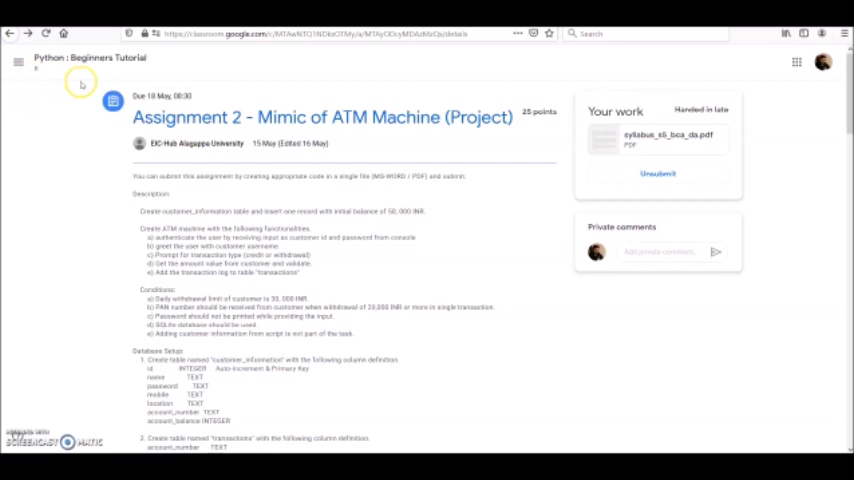 Search
Python : Beginners Tutorial
Due 18 May, 00:30
Assignment 2 - Mimic of ATM Machine (Project)
25 points
EIC-Hub Alagappa University 15 May (Edited 16 May)
You can submit this assignment by creating appropriate code in a single file (MS-WORD / PDF) and submit.
Description:
Create customer_information table and insert one record with initial balance of 50, 000 INR.
Create ATM machine with the following functionalities.
a) authenticate the user by receiving input as customer id and password from console
b) greet the user with customer username
c) Prompt for transaction type (credit or withdrawal)
d) Get the amount value from customer and validate.
e) Add the transaction log to table "transactions"
Conditions:
a) Daily withdrawal limit of customer is 30, 000 INR.
b) PAN number should be received from customer when withdrawal of 20,000 INR or more in single transaction.
c) Password should not be printed while providing the input.
d) SQLite database should be used.
e) Adding customer information from script is not part of the task.
Database Setup:
1. Create table named "customer_information" with the following column definition.
id INTEGER Auto-increment & Primary Key
name TEXT
password TEXT
mobile TEXT
location TEXT
account_number TEXT
account_balance INTEGER
2. Create table named "transactions" with the following column definition.
account_number TEXT
Your work
Handed in late
syllabus_s5_bca_da.pdf
PDF
Unsubmit
Private comments
Add private comment...
SCREENCAST MATIC